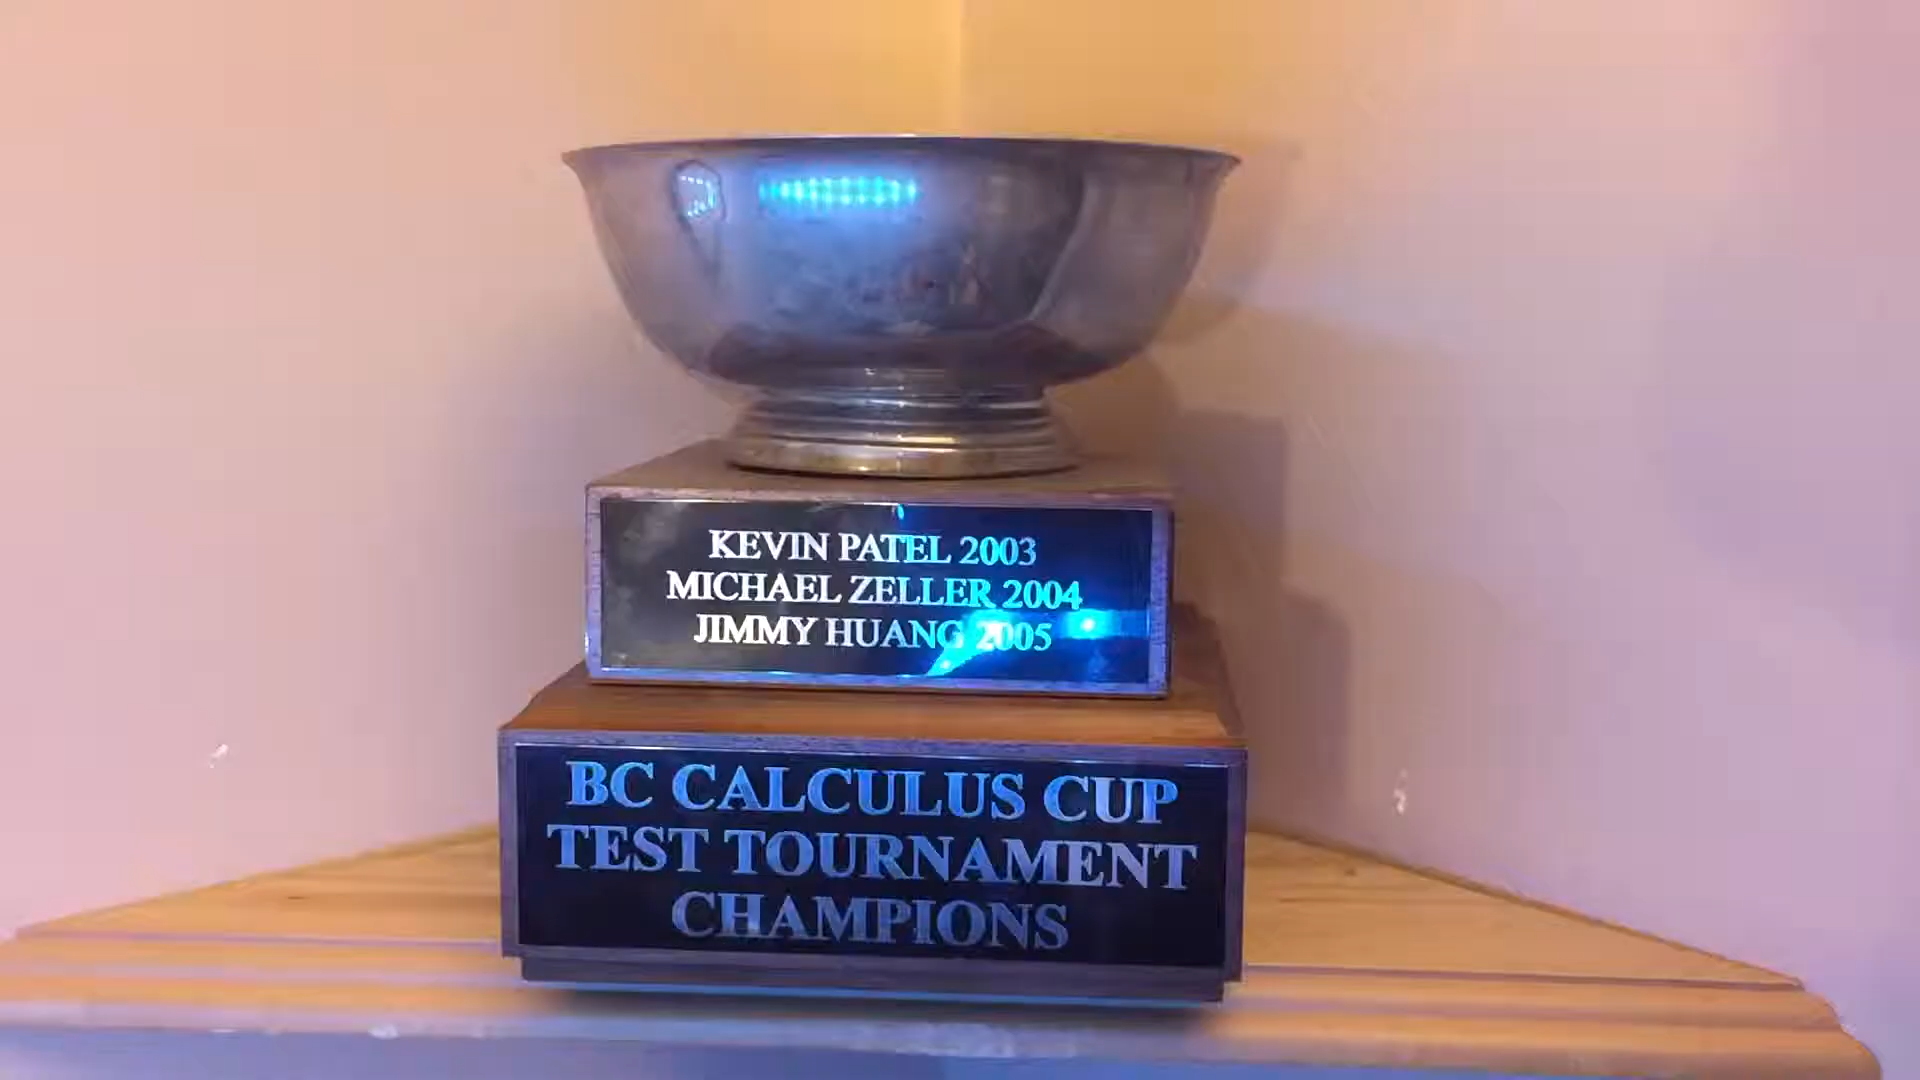 KEVIN PATEL 2003
MICHAEL ZELLER 2004
JIMMY HUANG 2005
BC CALCULUS CUP
TEST TOURNAMENT
CHAMPIONS